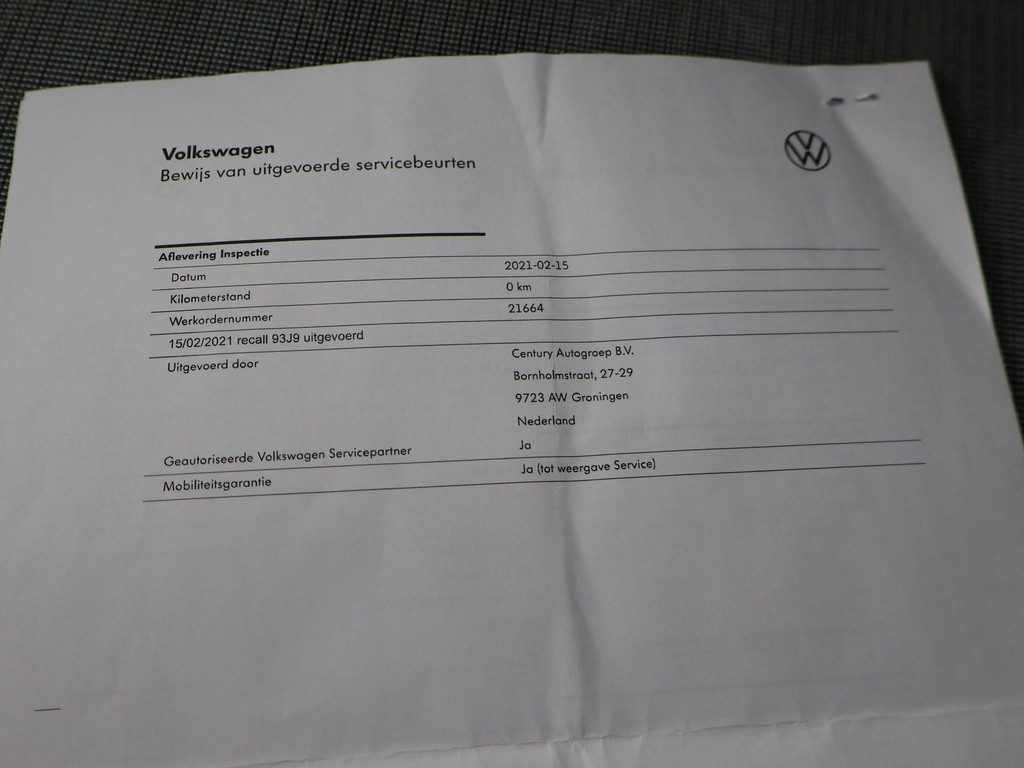 Volkswagen
Bewijs van uitgevoerde servicebeurten
Aflevering Inspectie
Datum 2021-02-15
Kilometerstand 0 km
Werkordernummer 21664
15/02/2021 recall 93J9 uitgevoerd
Uitgevoerd door Century Autogroep B.V.
Bornholmstraat, 27-29
9723 AW Groningen
Nederland
Geautoriseerde Volkswagen Servicepartner Ja
Mobiliteitsgarantie Ja (tot weergave Service)